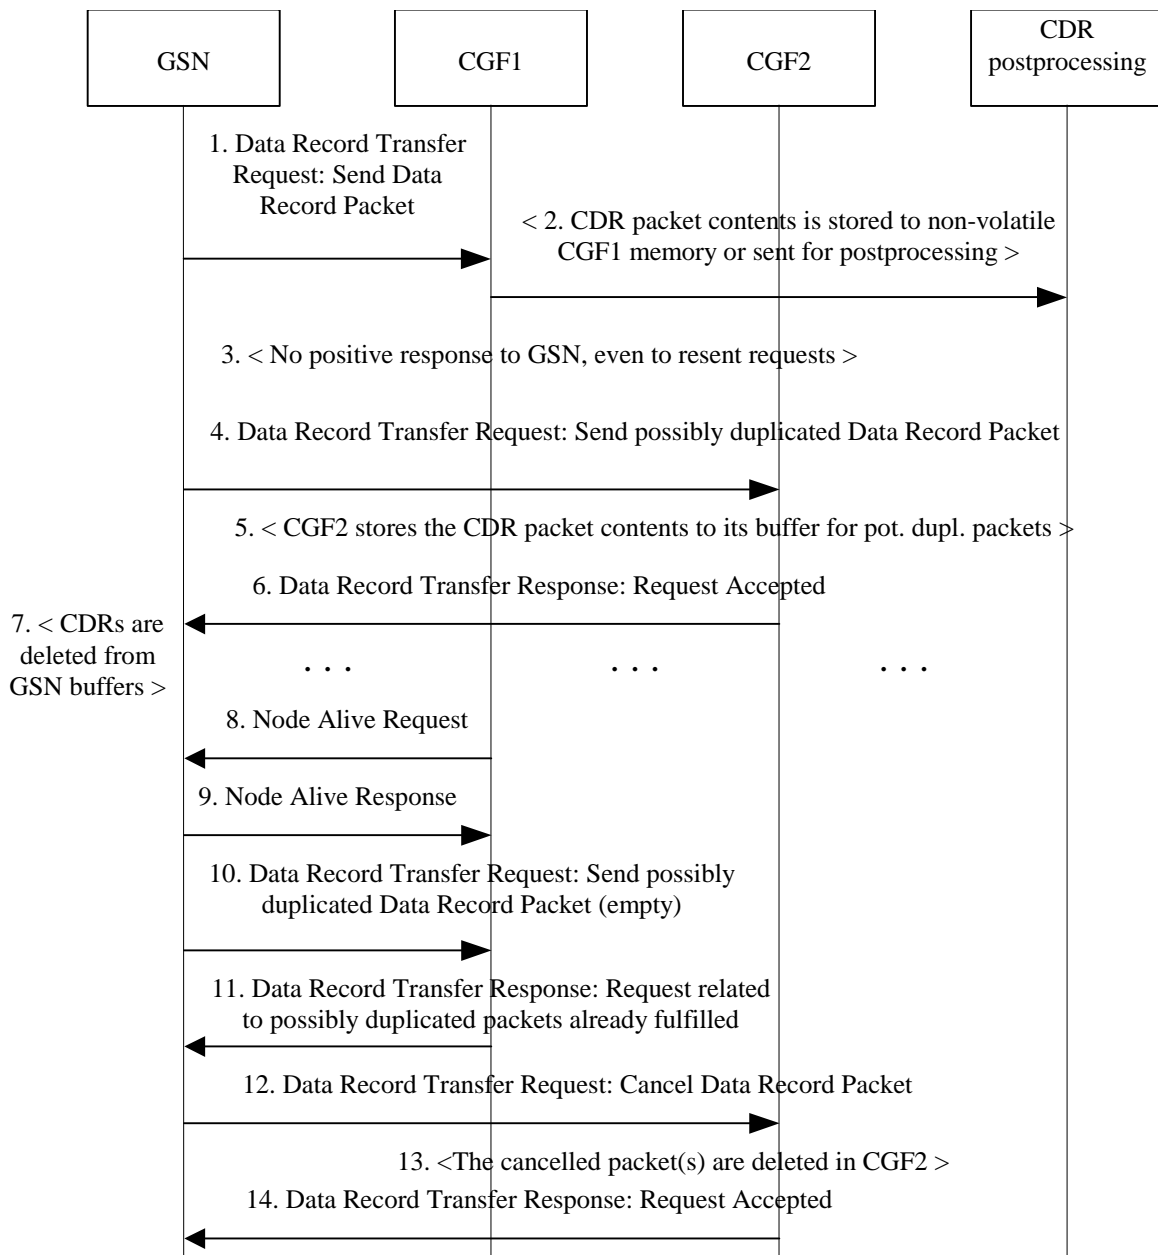 GSN
CGF1
CGF2
CDR
postprocessing
1. Data Record Transfer
Request: Send Data
Record Packet
< 2. CDR packet contents is stored to non-volatile
CGF1 memory or sent for postprocessing >
3. < No positive response to GSN, even to resent requests >
4. Data Record Transfer Request: Send possibly duplicated Data Record Packet
5. < CGF2 stores the CDR packet contents to its buffer for pot. dupl. packets >
6. Data Record Transfer Response: Request Accepted
7. < CDRs are
deleted from
GSN buffers >
. . .
. . .
. . .
8. Node Alive Request
9. Node Alive Response
10. Data Record Transfer Request: Send possibly
duplicated Data Record Packet (empty)
11. Data Record Transfer Response: Request related
to possibly duplicated packets already fulfilled
12. Data Record Transfer Request: Cancel Data Record Packet
13. <The cancelled packet(s) are deleted in CGF2 >
14. Data Record Transfer Response: Request Accepted